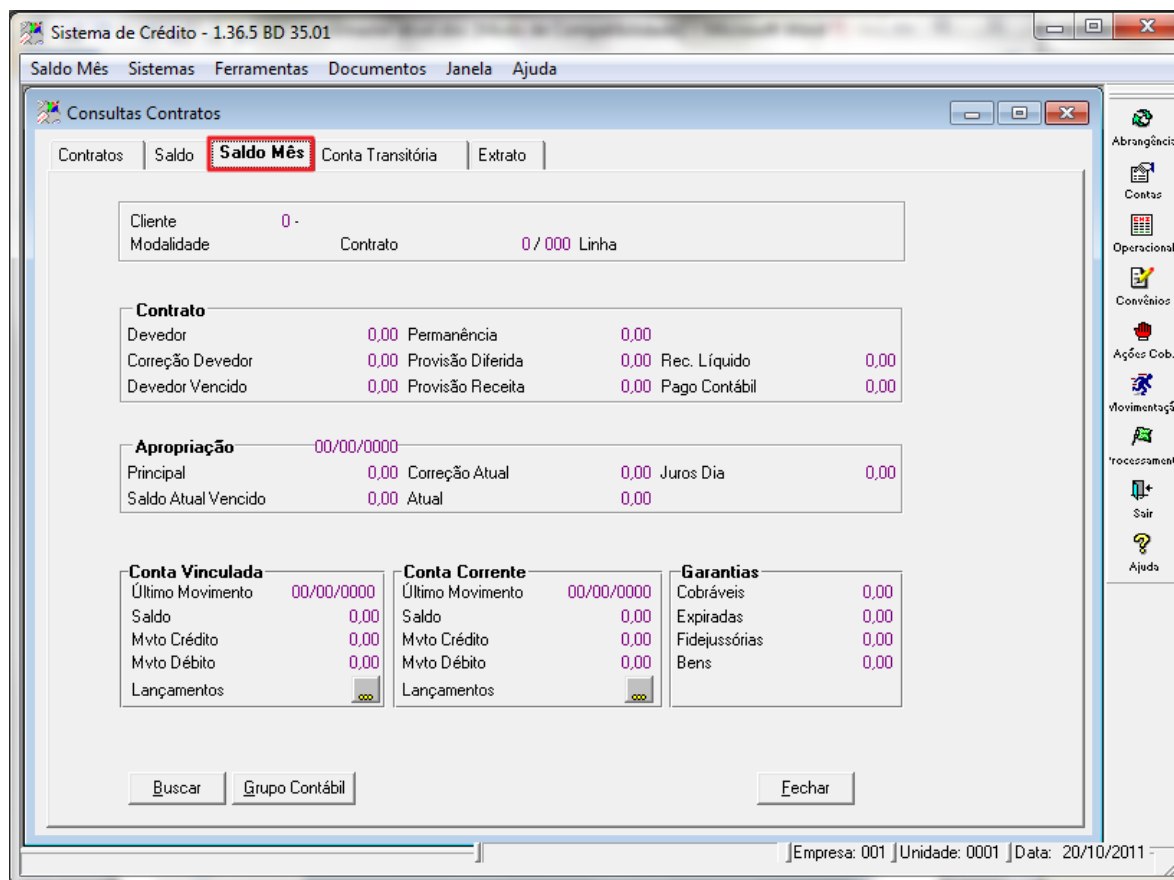 Sistema de Crédito - 1.36.5 BD 35.01
Saldo Mês Sistemas Ferramentas Documentos Janela Ajuda
Consultas Contratos
Contratos Saldo Saldo Mês Conta Transitória Extrato
Cliente 0 -
Modalidade Contrato 0 / 000 Linha
Contrato
Devedor 0,00 Permanência 0,00
Correção Devedor 0,00 Provisão Diferida 0,00 Rec. Líquido 0,00
Devedor Vencido 0,00 Provisão Receita 0,00 Pago Contábil 0,00
Apropriação 00/00/0000
Principal 0,00 Correção Atual 0,00 Juros Dia 0,00
Saldo Atual Vencido 0,00 Atual 0,00
Conta Vinculada
Último Movimento 00/00/0000
Saldo 0,00
Mvto Crédito 0,00
Mvto Débito 0,00
Lançamentos
Conta Corrente
Último Movimento 00/00/0000
Saldo 0,00
Mvto Crédito 0,00
Mvto Débito 0,00
Lançamentos
Garantias
Cobráveis 0,00
Expiradas 0,00
Fidejussórias 0,00
Bens 0,00
Buscar Grupo Contábil Fechar
Abrangência
Contas
Operacional
Convênios
Ações Cob.
Movimentaçã
rocessamen
Sair
Ajuda
Empresa: 001 Unidade: 0001 Data: 20/10/2011